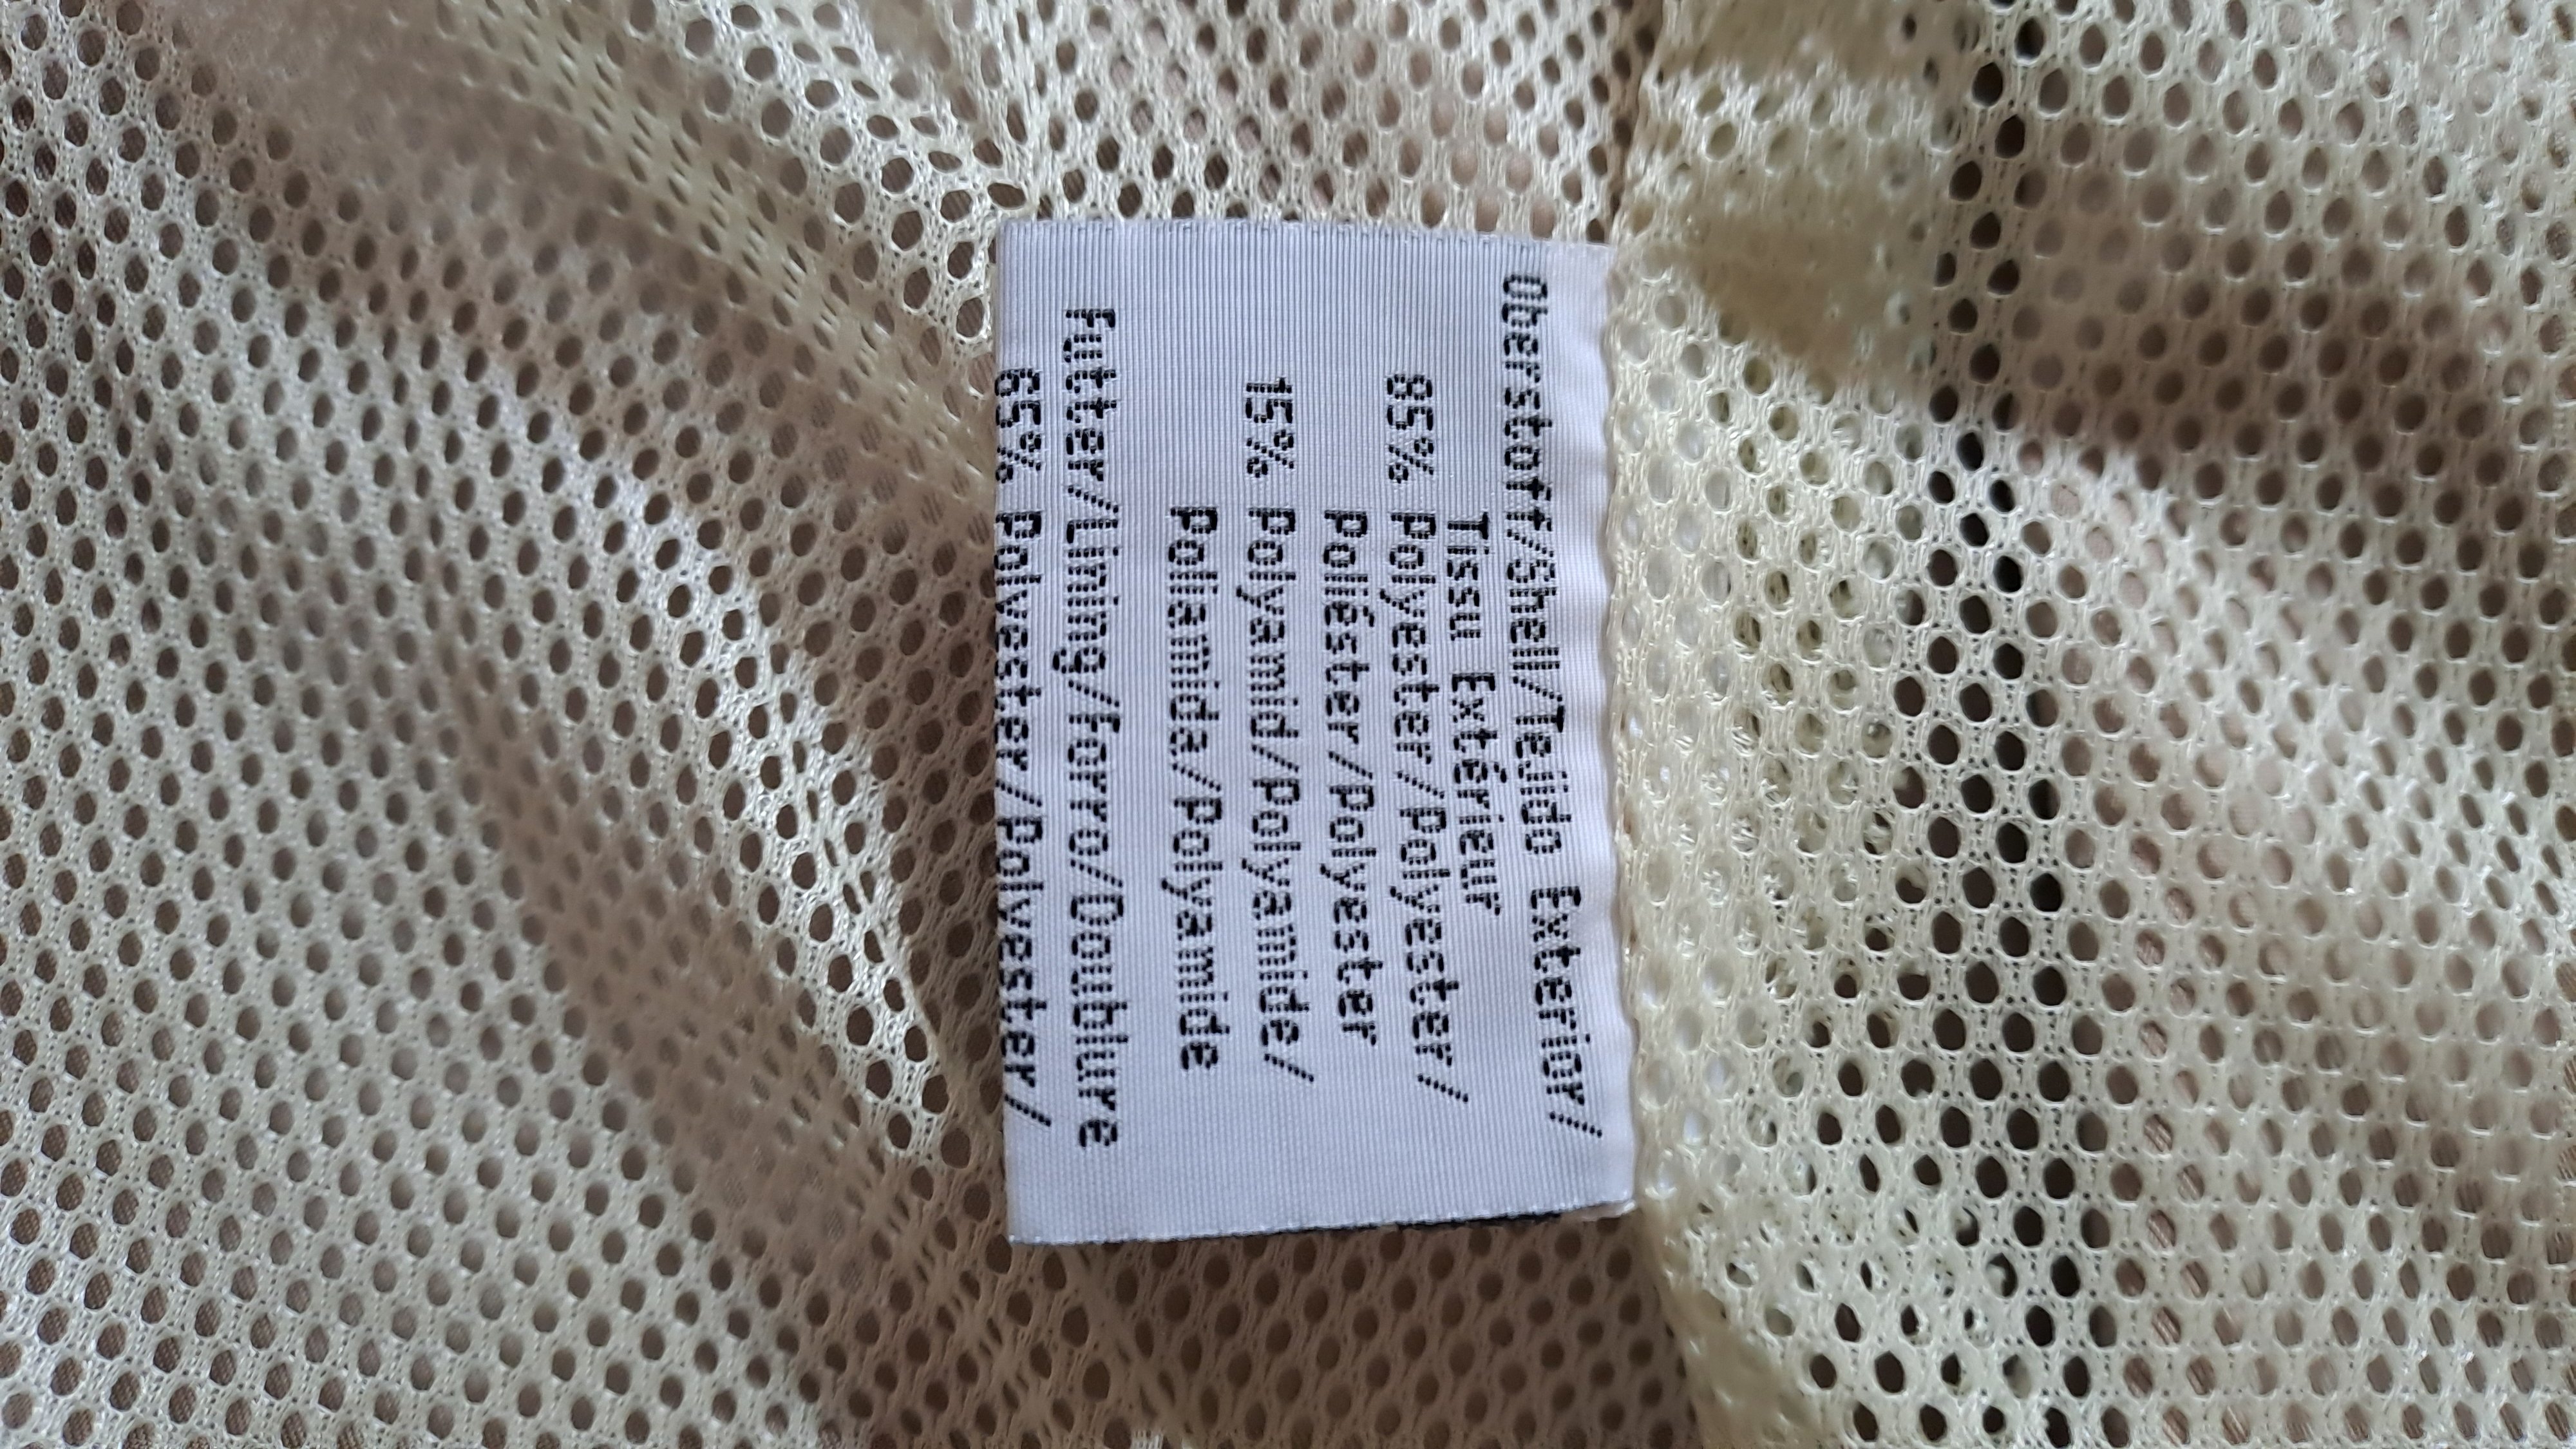 Oberstoff/Shell/Tejido Exterior/
Tissu Extérieur
85% Polyester/Polyester/
Poliéster/Polyester
15% Polyamid/Polyamide/
Poliamida/Polyamide
Futter/Lining/Forro/Doublure
65% Polyester/Polyester/